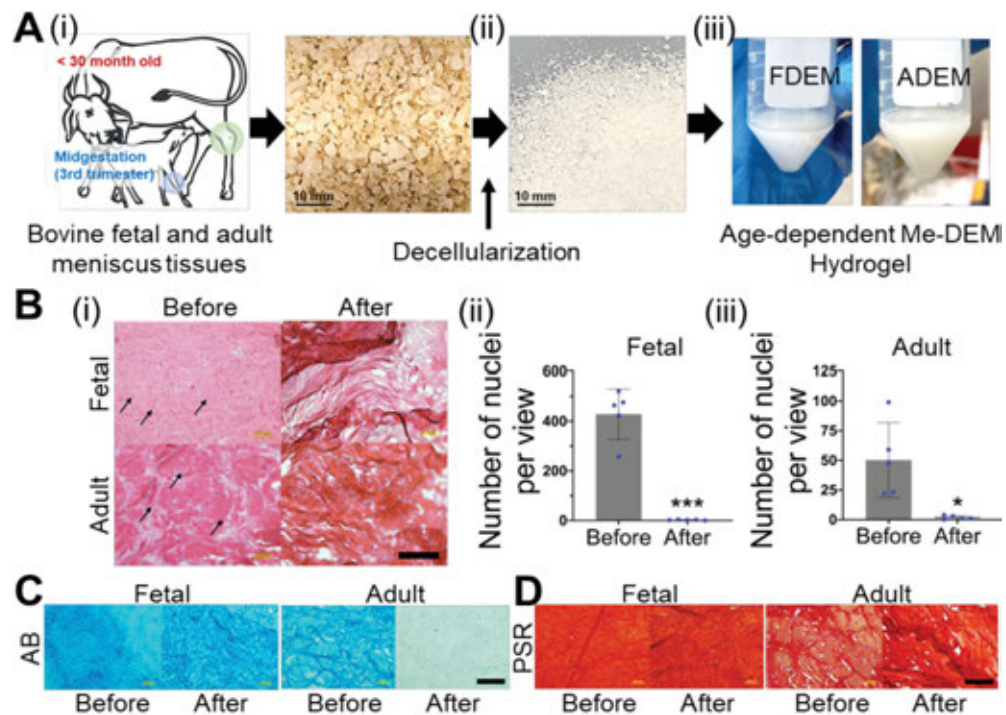 A
(i)
(ii)
(iii)
< 30 month old
Midgestation
(3rd trimester)
10 mm
10 mm
FDEM
ADEM
Bovine fetal and adult
meniscus tissues
Decellularization
Age-dependent Me-DEM
Hydrogel
B
(i)
Before
After
(ii)
(iii)
Fetal
Adult
Number of nuclei
per view
Fetal
600
400
200
0
***
Before
After
Number of nuclei
per view
Adult
125
100
75
50
25
0
*
Before
After
C
Fetal
Adult
AB
Before
After
Before
After
D
Fetal
Adult
PSR
Before
After
Before
After